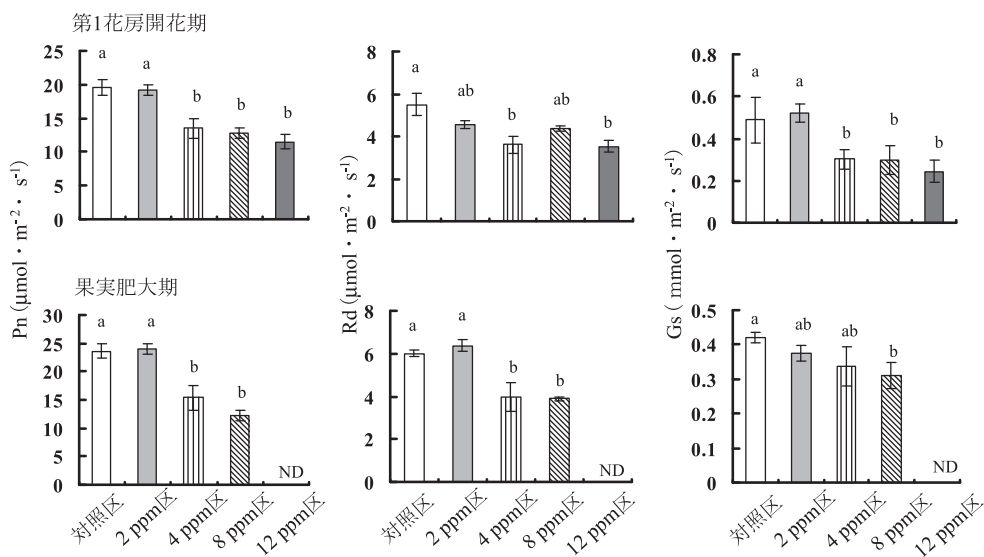 第1花房開花期
25
20
15
10
5
0
a
a
b
b
b
8
6
4
2
0
a
ab
b
ab
b
0.8
0.6
0.4
0.2
0
a
a
b
b
b
Pn (μmol・m-2・s-1)
Rd (μmol・m-2・s-1)
Gs ( mmol・m-2・s-1)
果実肥大期
30
25
20
15
10
5
0
a
a
b
b
ND
8
6
4
2
0
a
a
b
b
ND
0.5
0.4
0.3
0.2
0.1
0
a
ab
ab
b
ND
対照区
2 ppm区
4 ppm区
8 ppm区
12 ppm区
対照区
2 ppm区
4 ppm区
8 ppm区
12 ppm区
対照区
2 ppm区
4 ppm区
8 ppm区
12 ppm区